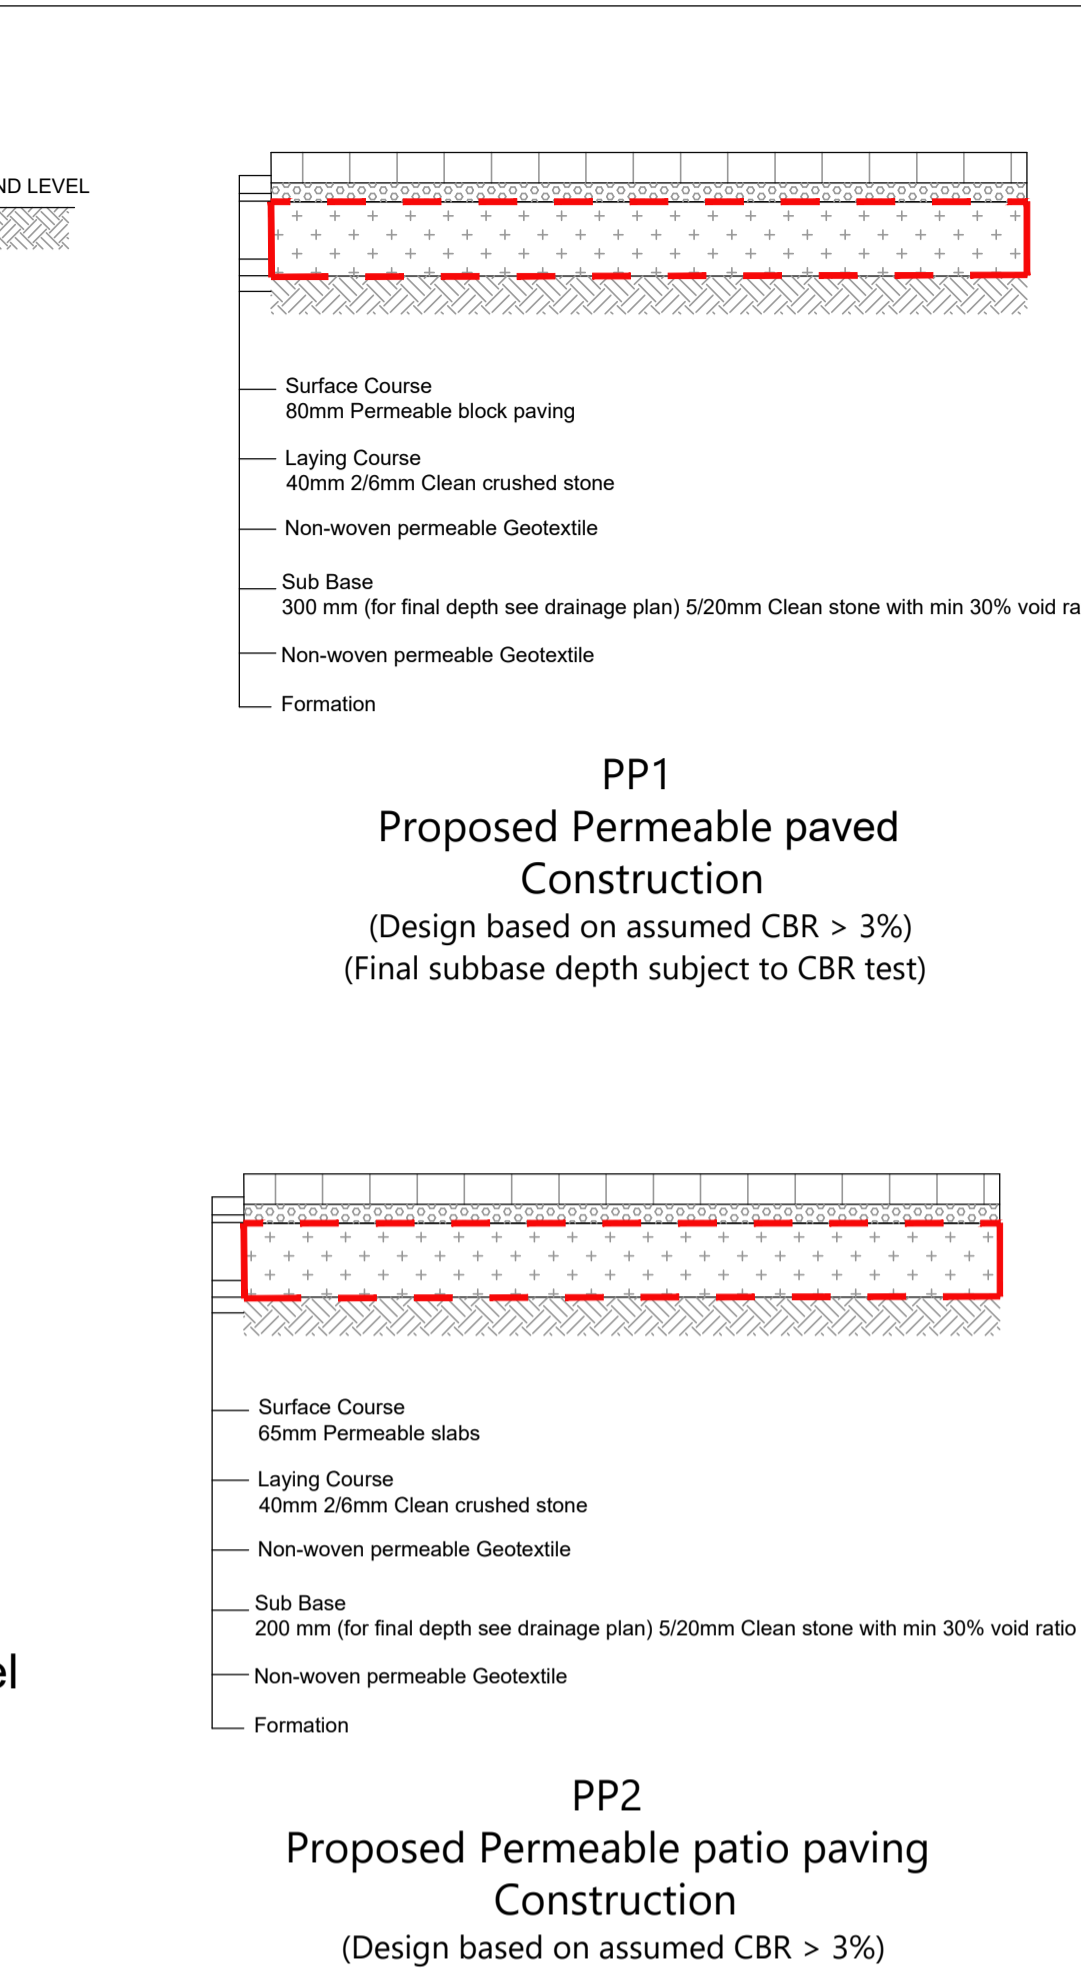 ND LEVEL
Surface Course
80mm Permeable block paving
Laying Course
40mm 2/6mm Clean crushed stone
Non-woven permeable Geotextile
Sub Base
300 mm (for final depth see drainage plan) 5/20mm Clean stone with min 30% void ra
Non-woven permeable Geotextile
Formation
PP1
Proposed Permeable paved
Construction
(Design based on assumed CBR > 3%)
(Final subbase depth subject to CBR test)
Surface Course
65mm Permeable slabs
Laying Course
40mm 2/6mm Clean crushed stone
Non-woven permeable Geotextile
Sub Base
200 mm (for final depth see drainage plan) 5/20mm Clean stone with min 30% void ratio
el
Non-woven permeable Geotextile
Formation
PP2
Proposed Permeable patio paving
Construction
(Design based on assumed CBR > 3%)